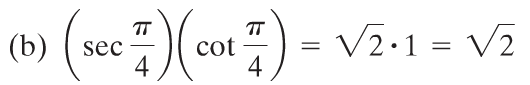 (b) (sec π/4)(cot π/4) = √2 · 1 = √2